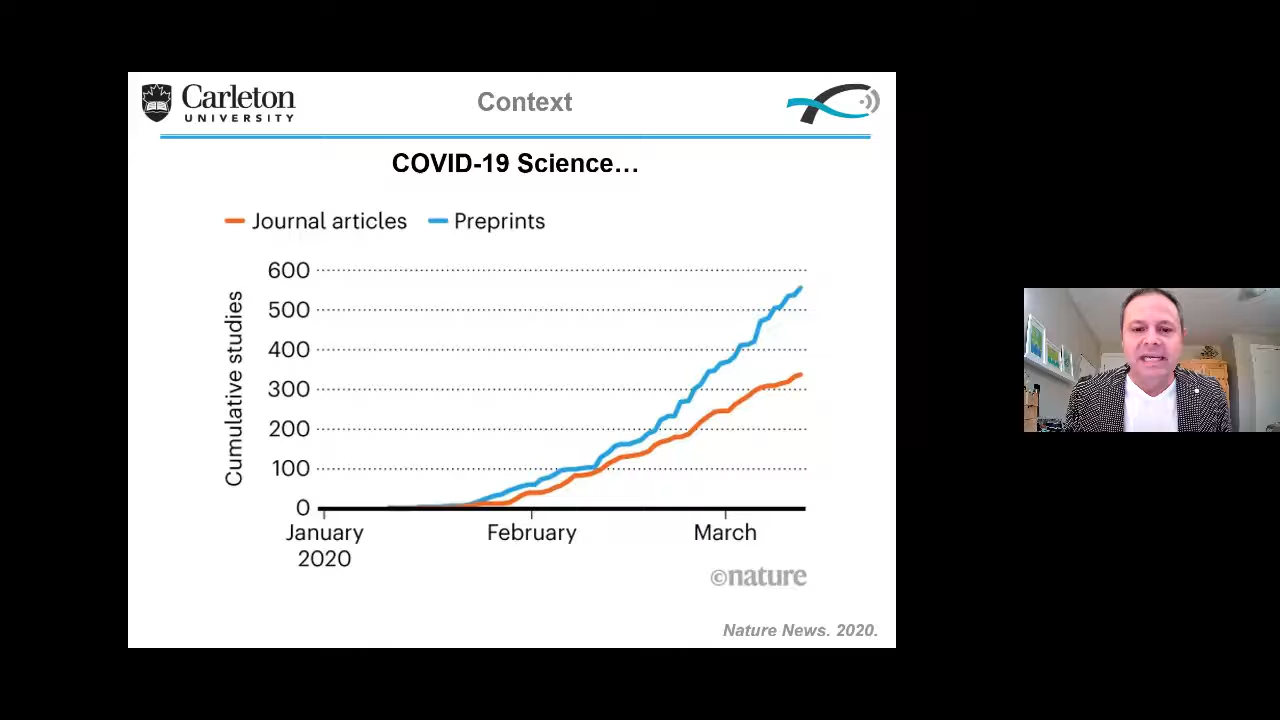 Carleton
UNIVERSITY
Context
COVID-19 Science…
Journal articles
Preprints
Cumulative studies
600
500
400
300
200
100
0
January
2020
February
March
©nature
Nature News. 2020.